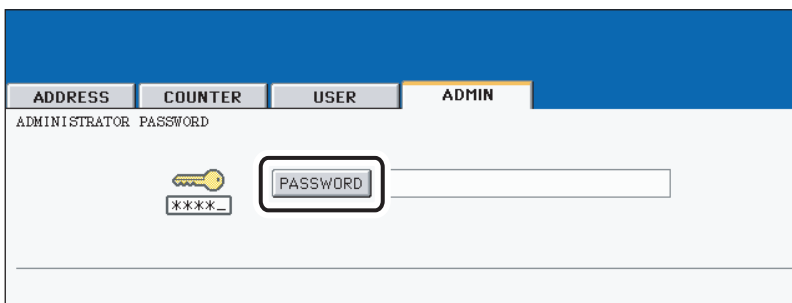 ADDRESS COUNTER USER ADMIN
ADMINISTRATOR PASSWORD
PASSWORD
****_